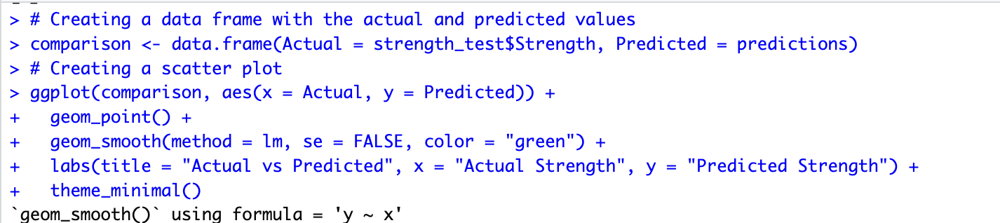 > # Creating a data frame with the actual and predicted values
> comparison <- data.frame(Actual = strength_test$Strength, Predicted = predictions)
> # Creating a scatter plot
> ggplot(comparison, aes(x = Actual, y = Predicted)) +
+   geom_point() +
+   geom_smooth(method = lm, se = FALSE, color = "green") +
+   labs(title = "Actual vs Predicted", x = "Actual Strength", y = "Predicted Strength") +
+   theme_minimal()
`geom_smooth()` using formula = 'y ~ x'